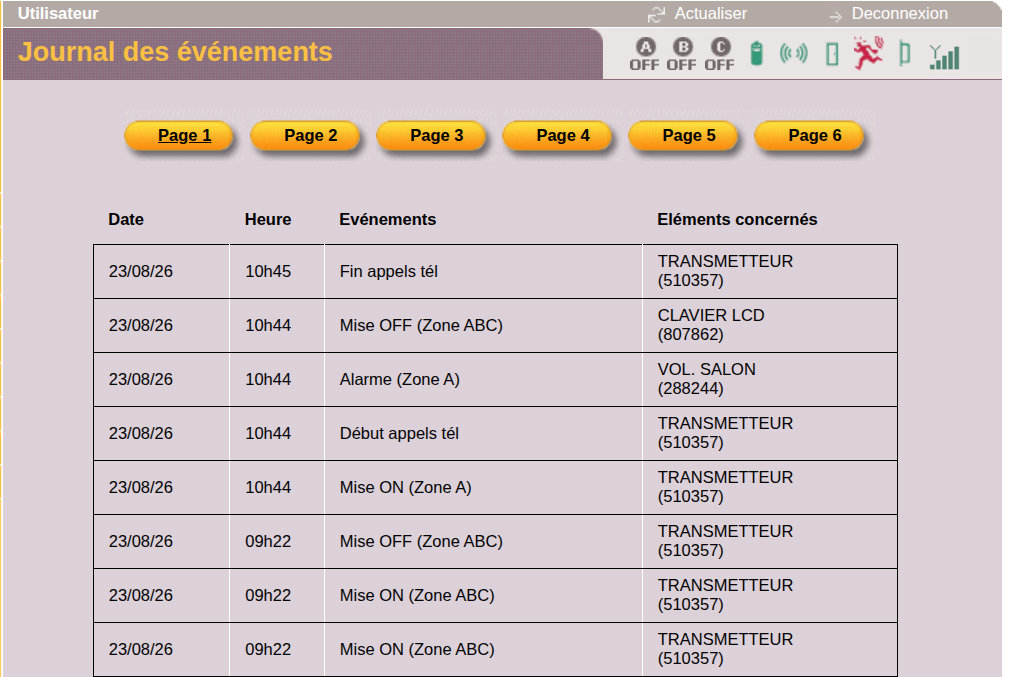 Utilisateur Actualiser Deconnexion
Journal des événements
A B C
OFF OFF OFF
Page 1 Page 2 Page 3 Page 4 Page 5 Page 6
Date Heure Evénements Eléments concernés
23/08/26 10h45 Fin appels tél TRANSMETTEUR
(510357)
23/08/26 10h44 Mise OFF (Zone ABC) CLAVIER LCD
(807862)
23/08/26 10h44 Alarme (Zone A) VOL. SALON
(288244)
23/08/26 10h44 Début appels tél TRANSMETTEUR
(510357)
23/08/26 10h44 Mise ON (Zone A) TRANSMETTEUR
(510357)
23/08/26 09h22 Mise OFF (Zone ABC) TRANSMETTEUR
(510357)
23/08/26 09h22 Mise ON (Zone ABC) TRANSMETTEUR
(510357)
23/08/26 09h22 Mise ON (Zone ABC) TRANSMETTEUR
(510357)